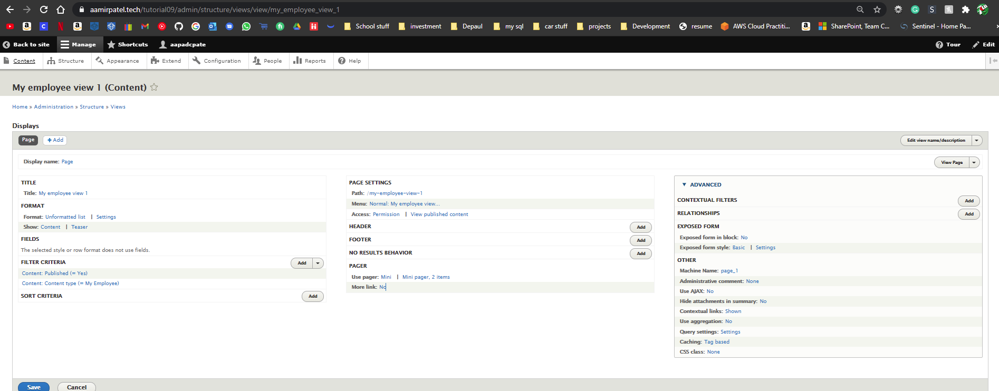 aamirpatel.tech/tutorial09/admin/structure/views/view/my_employee_view_1
School stuff investment Depaul my sql car stuff projects Development resume AWS Cloud Practiti... SharePoint, Team C... Sentinel - Home Pa...
Back to site Manage Shortcuts aapadcpate Tour Edit
Content Structure Appearance Extend Configuration People Reports Help
My employee view 1 (Content)
Home » Administration » Structure » Views
Displays
Page + Add Edit view name/description
Display name: Page View Page
TITLE
Title: My employee view 1
FORMAT
Format: Unformatted list | Settings
Show: Content | Teaser
FIELDS
The selected style or row format does not use fields.
FILTER CRITERIA Add
Content: Published (= Yes)
Content: Content type (= My Employee)
SORT CRITERIA Add
PAGE SETTINGS
Path: /my-employee-view-1
Menu: Normal: My employee view...
Access: Permission | View published content
HEADER Add
FOOTER Add
NO RESULTS BEHAVIOR Add
PAGER
Use pager: Mini | Mini pager, 2 items
More link: No
ADVANCED
CONTEXTUAL FILTERS Add
RELATIONSHIPS Add
EXPOSED FORM
Exposed form in block: No
Exposed form style: Basic | Settings
OTHER
Machine Name: page_1
Administrative comment: None
Use AJAX: No
Hide attachments in summary: No
Contextual links: Shown
Use aggregation: No
Query settings: Settings
Caching: Tag based
CSS class: None
Save Cancel